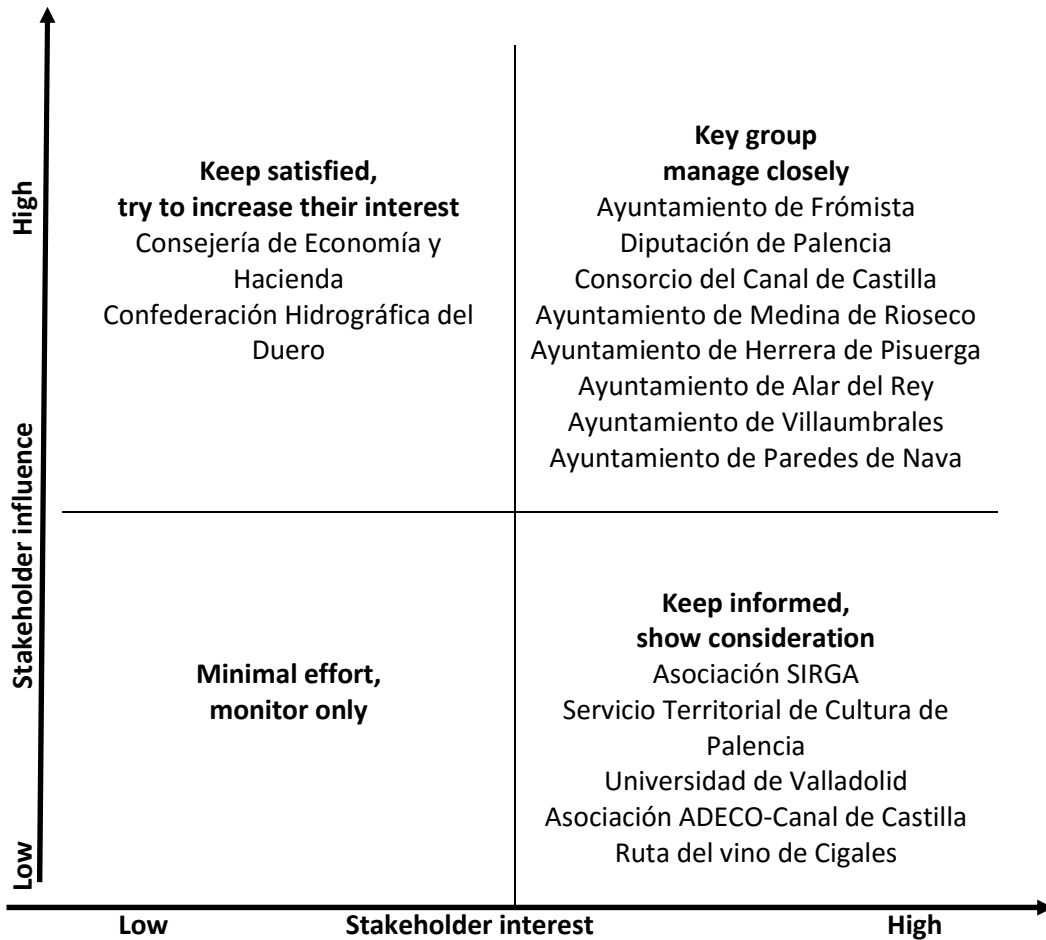 High
Stakeholder influence
Low
Keep satisfied,
try to increase their interest
Consejería de Economía y
Hacienda
Confederación Hidrográfica del
Duero
Key group
manage closely
Ayuntamiento de Frómista
Diputación de Palencia
Consorcio del Canal de Castilla
Ayuntamiento de Medina de Rioseco
Ayuntamiento de Herrera de Pisuerga
Ayuntamiento de Alar del Rey
Ayuntamiento de Villaumbrales
Ayuntamiento de Paredes de Nava
Minimal effort,
monitor only
Keep informed,
show consideration
Asociación SIRGA
Servicio Territorial de Cultura de
Palencia
Universidad de Valladolid
Asociación ADECO-Canal de Castilla
Ruta del vino de Cigales
Low
Stakeholder interest
High